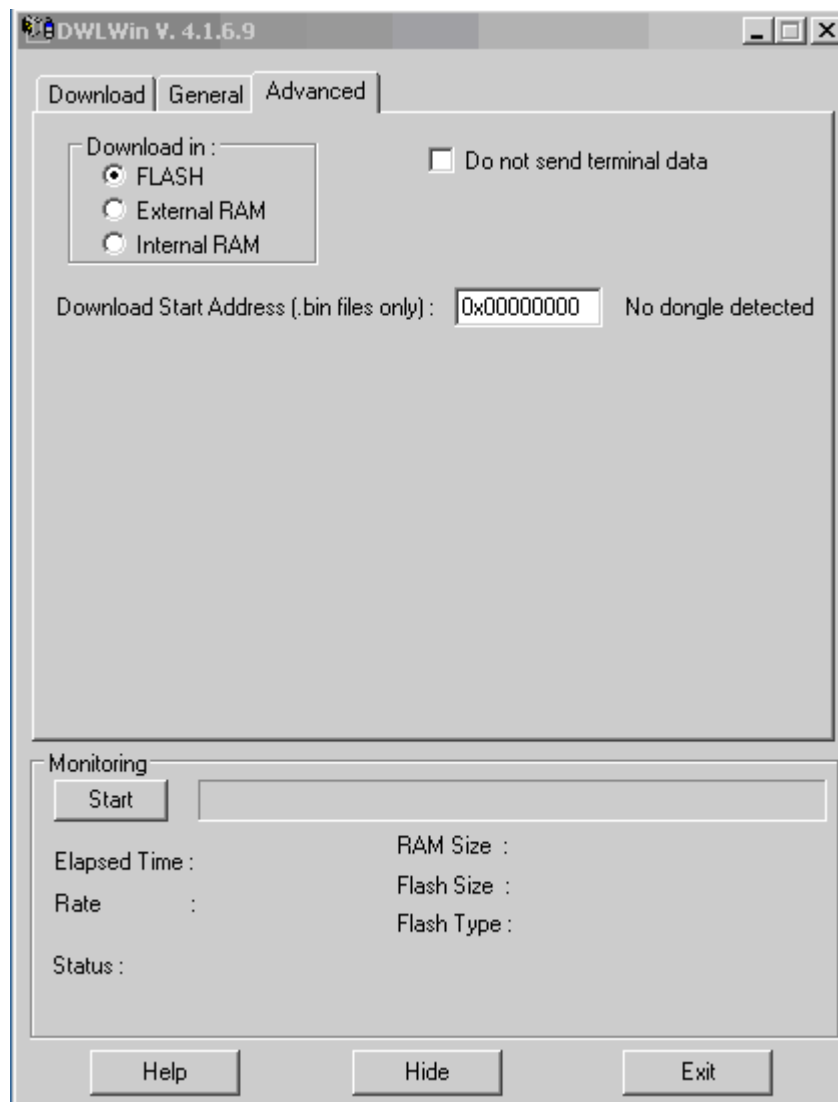 DWLWin V. 4.1.6.9
Download General Advanced
Download in :
FLASH
External RAM
Internal RAM
Do not send terminal data
Download Start Address (.bin files only) : 0x00000000 No dongle detected
Monitoring
Start
Elapsed Time :
Rate :
RAM Size :
Flash Size :
Flash Type :
Status :
Help Hide Exit